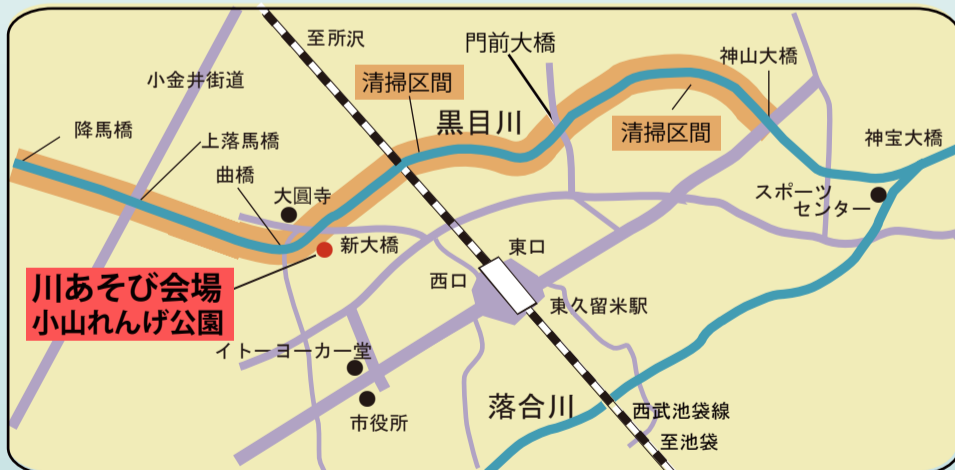 至所沢
門前大橋
神山大橋
小金井街道
清掃区間
黒目川
清掃区間
降馬橋
上落馬橋
神宝大橋
曲橋
大圓寺
スポーツ
センター
新大橋
東口
西口
川あそび会場
小山れんげ公園
東久留米駅
イトーヨーカー堂
落合川
西武池袋線
市役所
至池袋